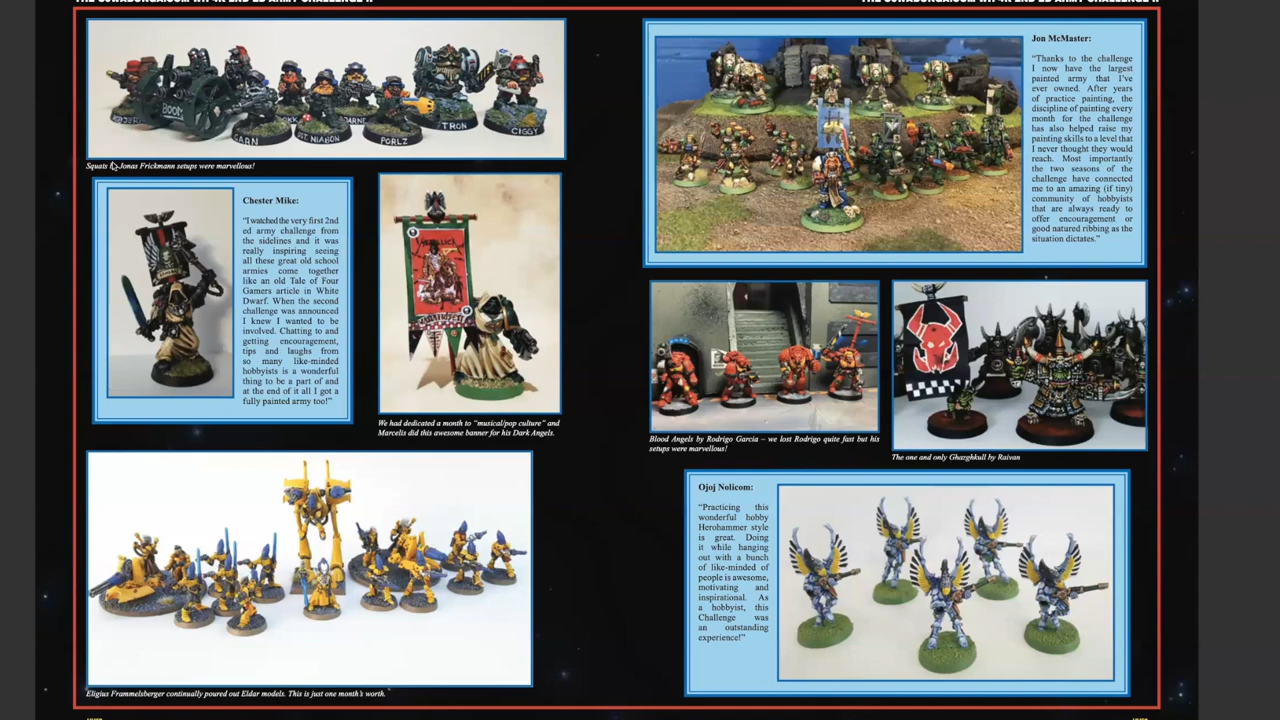 Squats by Jonas Frickmann setups were marvellous!
Chester Mike:
"I watched the very first 2nd
ed army challenge from
the sidelines and it was
really inspiring seeing
all these great old school
armies come together
like an old Tale of Four
Gamers article in White
Dwarf. When the second
challenge was announced
I knew I wanted to be
involved. Chatting to and
getting encouragement,
tips and laughs from
so many like-minded
hobbyists is a wonderful
thing to be a part of and
at the end of it all I got a
fully painted army too!"
We had dedicated a month to "musical/pop culture" and
Marcelis did this awesome banner for his Dark Angels.
Eligius Frammelsberger continually poured out Eldar models. This is just one month's worth.
BOOM
TRON
CIGGY
PORLZ
Jon McMaster:
"Thanks to the challenge
I now have the largest
painted army that I've
ever owned. After years
of practice painting, the
discipline of painting every
month for the challenge
has also helped raise my
painting skills to a level that
I never thought they would
reach. Most importantly
the two seasons of the
challenge have connected
me to an amazing (if tiny)
community of hobbyists
that are always ready to
offer encouragement or
good natured ribbing as the
situation dictates."
Blood Angels by Rodrigo Garcia – we lost Rodrigo quite fast but his
setups were marvellous!
The one and only Gharghkull by Raivan
Ojoj Nolicom:
"Practicing this
wonderful hobby
Herohammer style
is great. Doing
it while hanging
out with a bunch
of like-minded of
people is awesome,
motivating and
inspirational. As
a hobbyist, this
Challenge was
an outstanding
experience!"